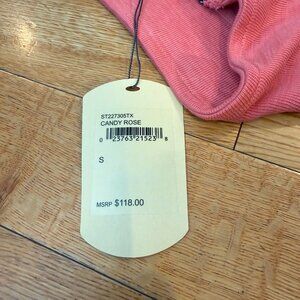 ST227305TX
CANDY ROSE
0 23763 21523 8
S
MSRP $118.00